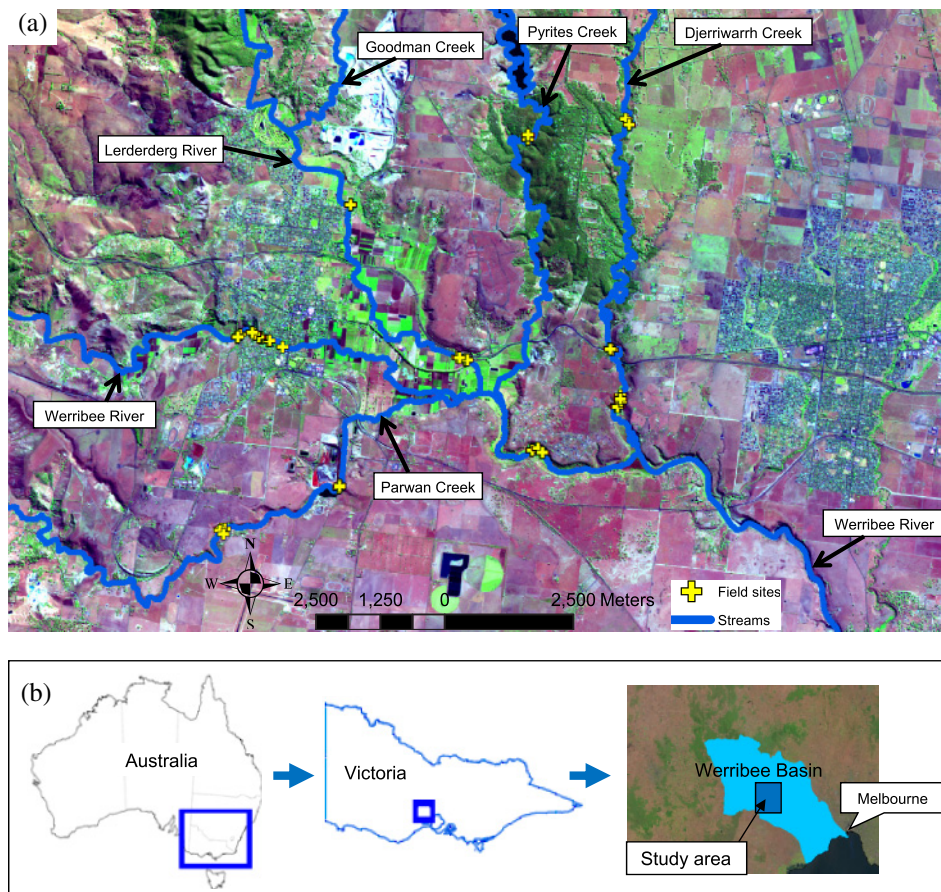 (a)
Goodman Creek
Pyrites Creek
Djerriwarrh Creek
Lerderderg River
Werribee River
Parwan Creek
Werribee River
N
W
E
S
2,500
1,250
0
2,500 Meters
Field sites
Streams
(b)
Australia
Victoria
Werribee Basin
Melbourne
Study area